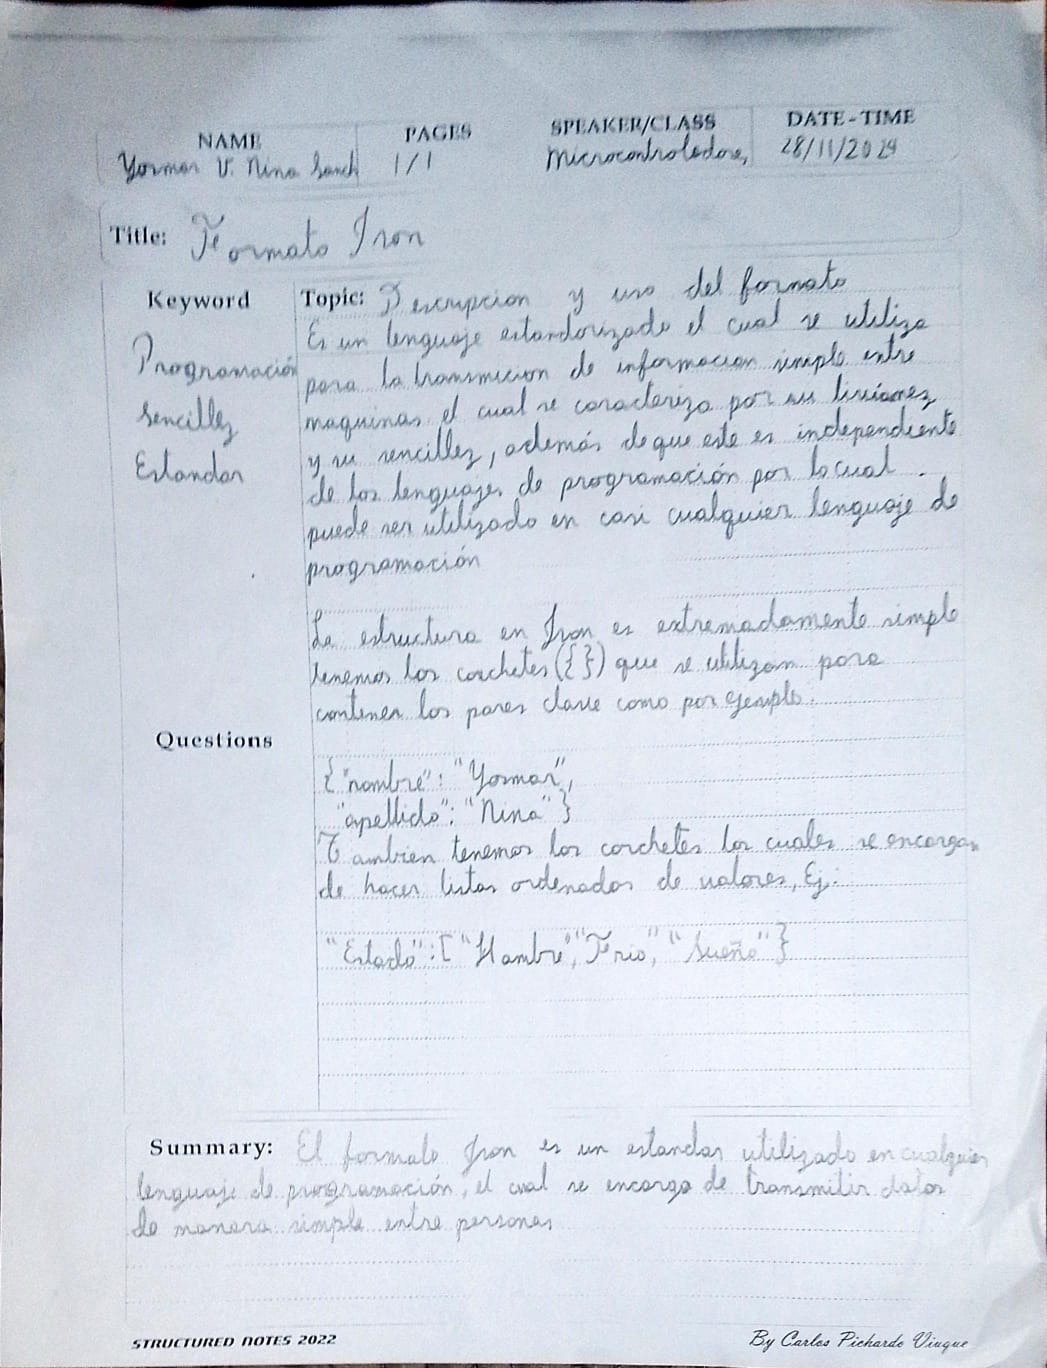 NAME PAGES SPEAKER/CLASS DATE-TIME
Yormar V. Nina Sanch 1/1 Microcontroladores 28/11/2024
Title: Formato Json
Keyword
Programación
Sencillez
Estandar
Topic: Descripcion y uso del formato
Es un lenguaje estandarizado el cual se utiliza
para la transmicion de informacion simple entre
maquinas el cual se caracteriza por su
y su sencillez, además de que este es independiente
de los lenguajes de programación por lo cual
puede ser utilizado en casi cualquier lenguaje de
programación
La estructura en Json es extremadamente simple
tenemos los corchetes ({}) que se utilizan para
contener los pares clave como por ejemplo:
Questions
{"nombre": "Yormar",
"apellido": "Nina"}
Tambien tenemos los corchetes los cuales se encargan
de hacer listas ordenadas de valores, Ej:
"Estado": ["Hambre", "Frio", "Sueño"}
Summary: El formato Json es un estandar utilizado en cualquier
lenguaje de programación, el cual se encarga de transmitir datos
de manara simple entre personas
STRUCTURED NOTES 2022
By Carlos Pichardo Viuque